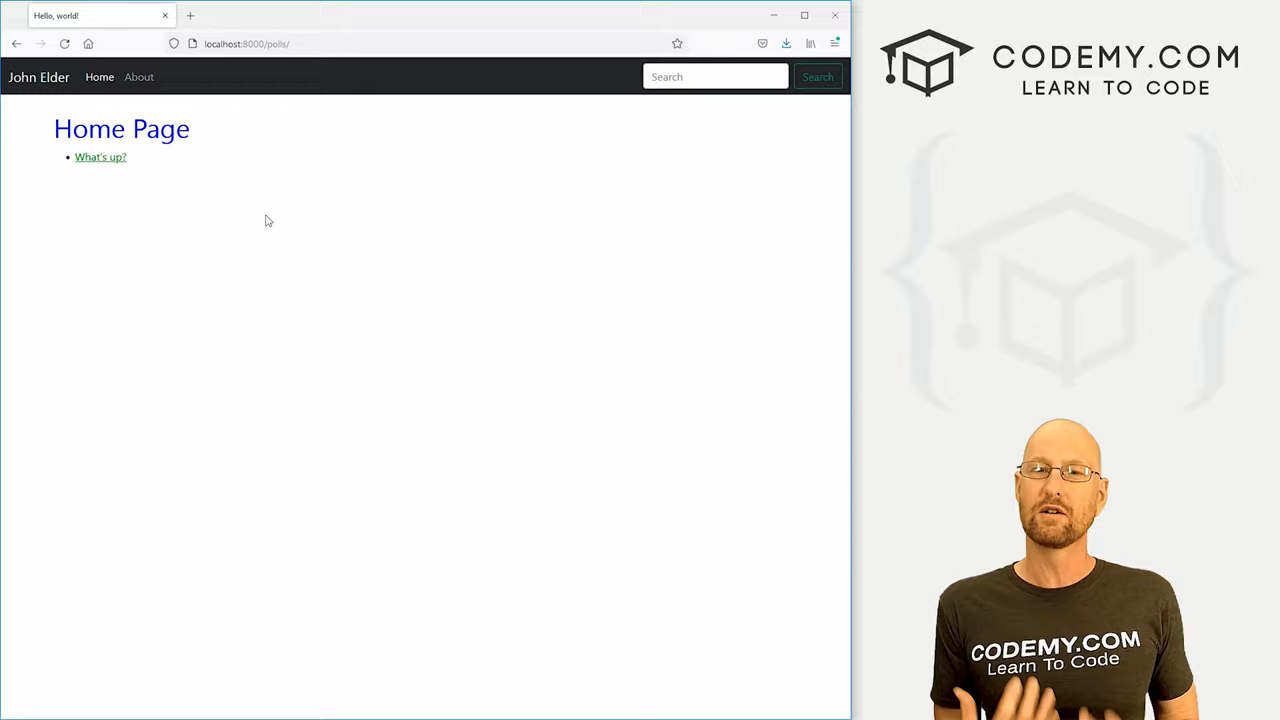 Hello, world!
localhost:8000/polls/
John Elder Home About Search Search
Home Page
What's up?
CODEMY.COM
LEARN TO CODE
CODEMY.COM
Learn To Code